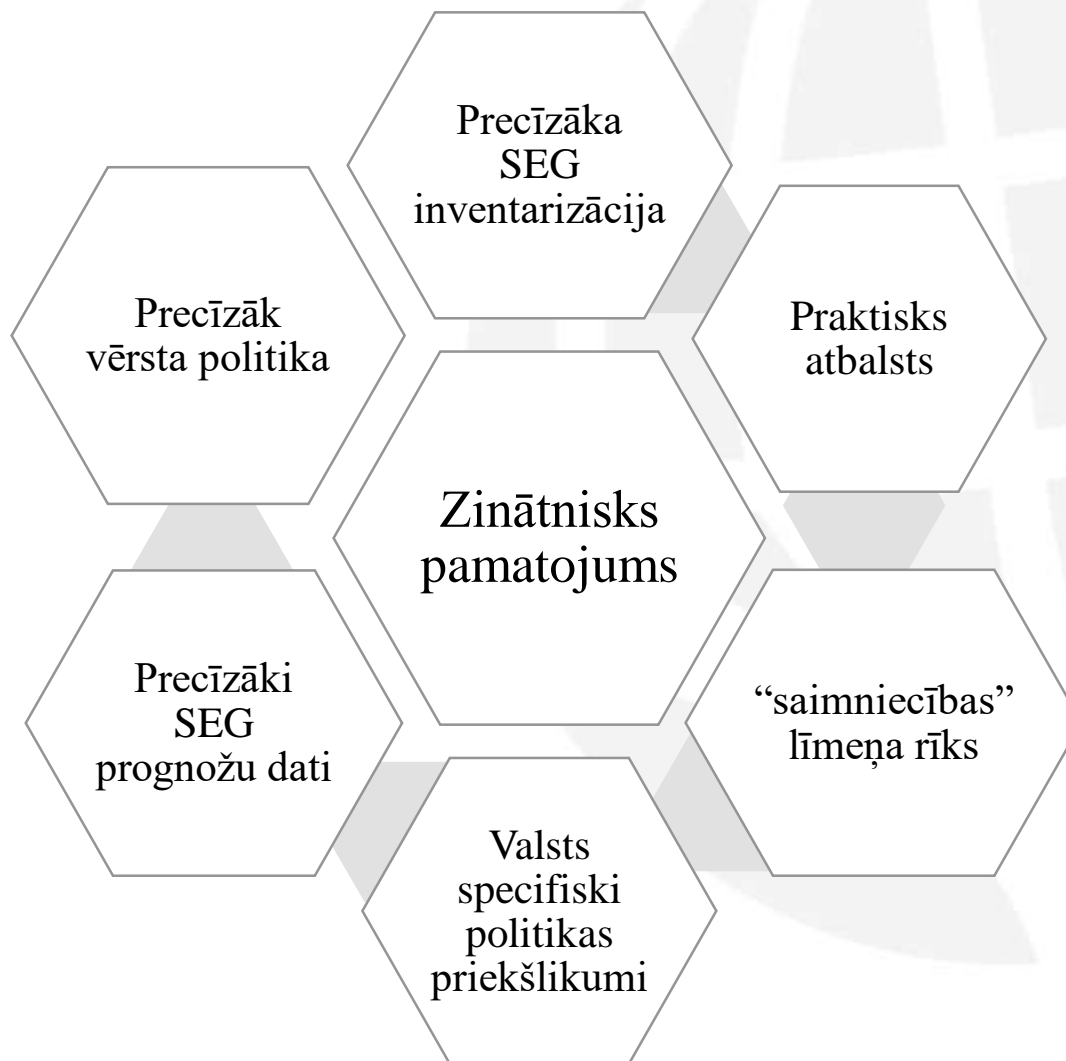 Precīzāka
SEG
inventarizācija
Precīzāk
vērsta politika
Praktisks
atbalsts
Zinātnisks
pamatojums
Precīzāki
SEG
prognožu dati
“saimniecības”
līmeņa rīks
Valsts
specifiski
politikas
priekšlikumi